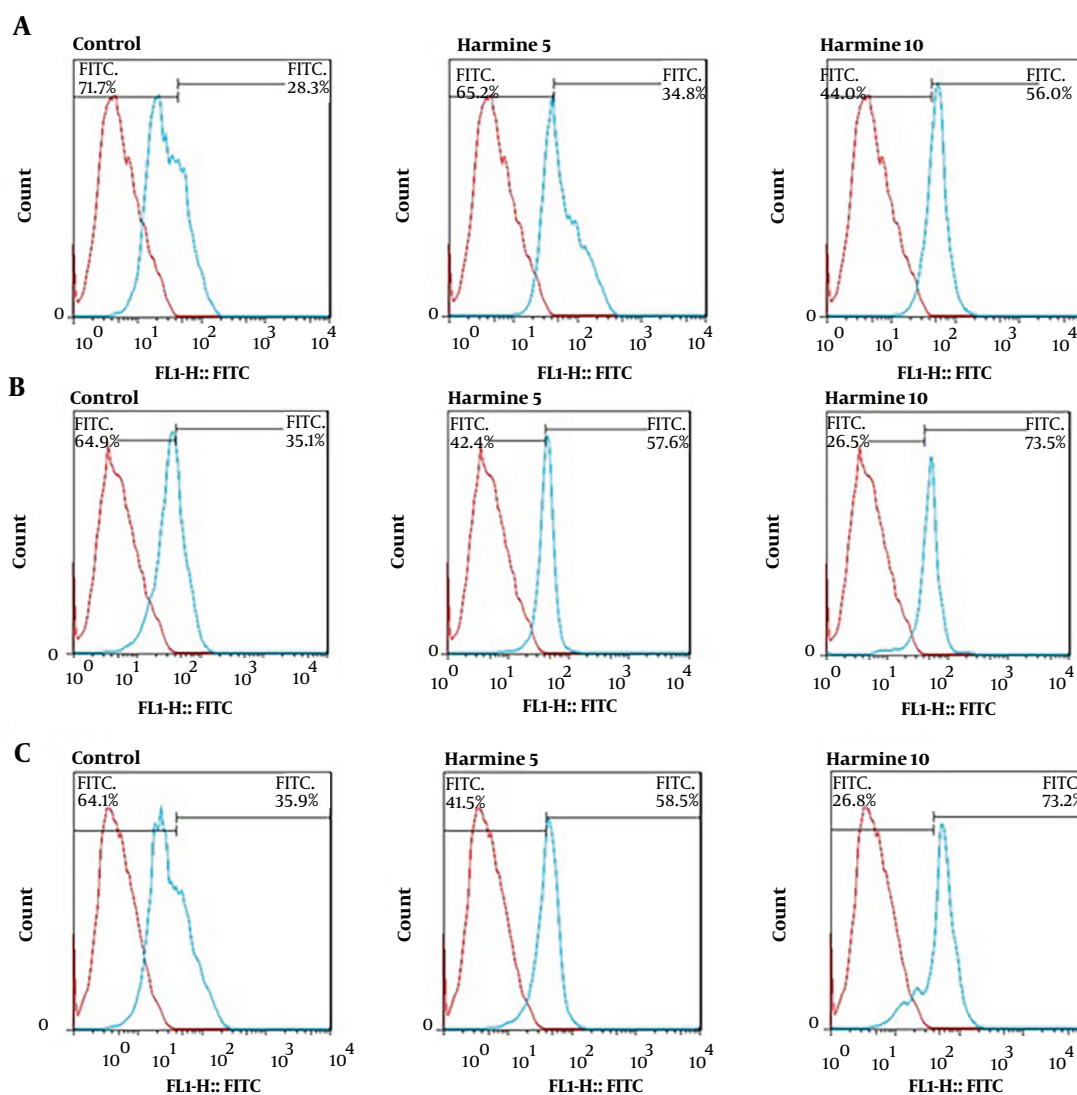 A
Control
FITC.
71.7%
FITC.
28.3%
Count
0
10^0 10^1 10^2 10^3 10^4
FL1-H:: FITC
Harmine 5
FITC.
65.2%
FITC.
34.8%
Count
0
10^0 10^1 10^2 10^3 10^4
FL1-H:: FITC
Harmine 10
FITC.
44.0%
FITC.
56.0%
Count
0
10^0 10^1 10^2 10^3 10^4
FL1-H:: FITC
B
Control
FITC.
64.9%
FITC.
35.1%
Count
0
10^0 10^1 10^2 10^3 10^4
FL1-H:: FITC
Harmine 5
FITC.
42.4%
FITC.
57.6%
Count
0
10^0 10^1 10^2 10^3 10^4
FL1-H:: FITC
Harmine 10
FITC.
26.5%
FITC.
73.5%
Count
0
10^0 10^1 10^2 10^3 10^4
FL1-H:: FITC
C
Control
FITC.
64.1%
FITC.
35.9%
Count
0
10^0 10^1 10^2 10^3 10^4
FL1-H:: FITC
Harmine 5
FITC.
41.5%
FITC.
58.5%
Count
0
10^0 10^1 10^2 10^3 10^4
FL1-H:: FITC
Harmine 10
FITC.
26.8%
FITC.
73.2%
Count
0
10^0 10^1 10^2 10^3 10^4
FL1-H:: FITC